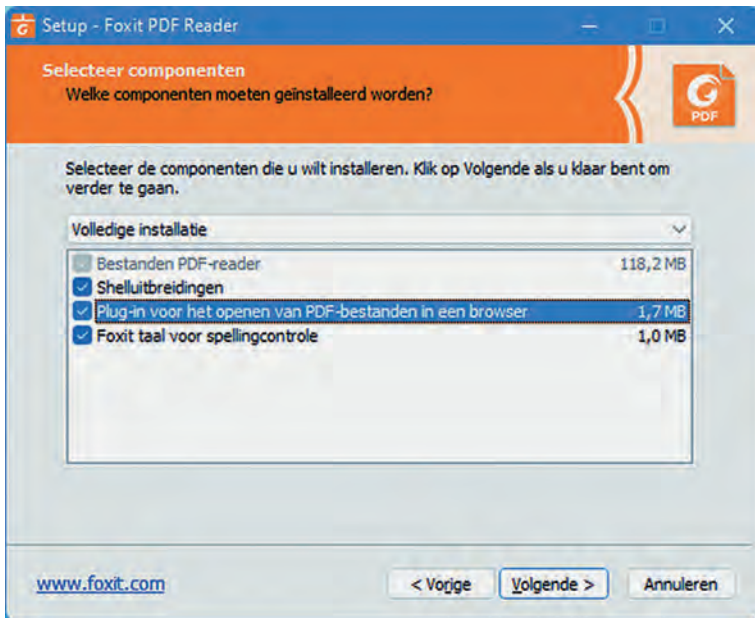 Setup - Foxit PDF Reader
Selecteer componenten
Welke componenten moeten geïnstalleerd worden?
PDF
Selecteer de componenten die u wilt installeren. Klik op Volgende als u klaar bent om
verder te gaan.
Volledige installatie
Bestanden PDF-reader 118,2 MB
Shelluitbreidingen
Plug-in voor het openen van PDF-bestanden in een browser 1,7 MB
Foxit taal voor spellingcontrole 1,0 MB
www.foxit.com < Vorige Volgende > Annuleren